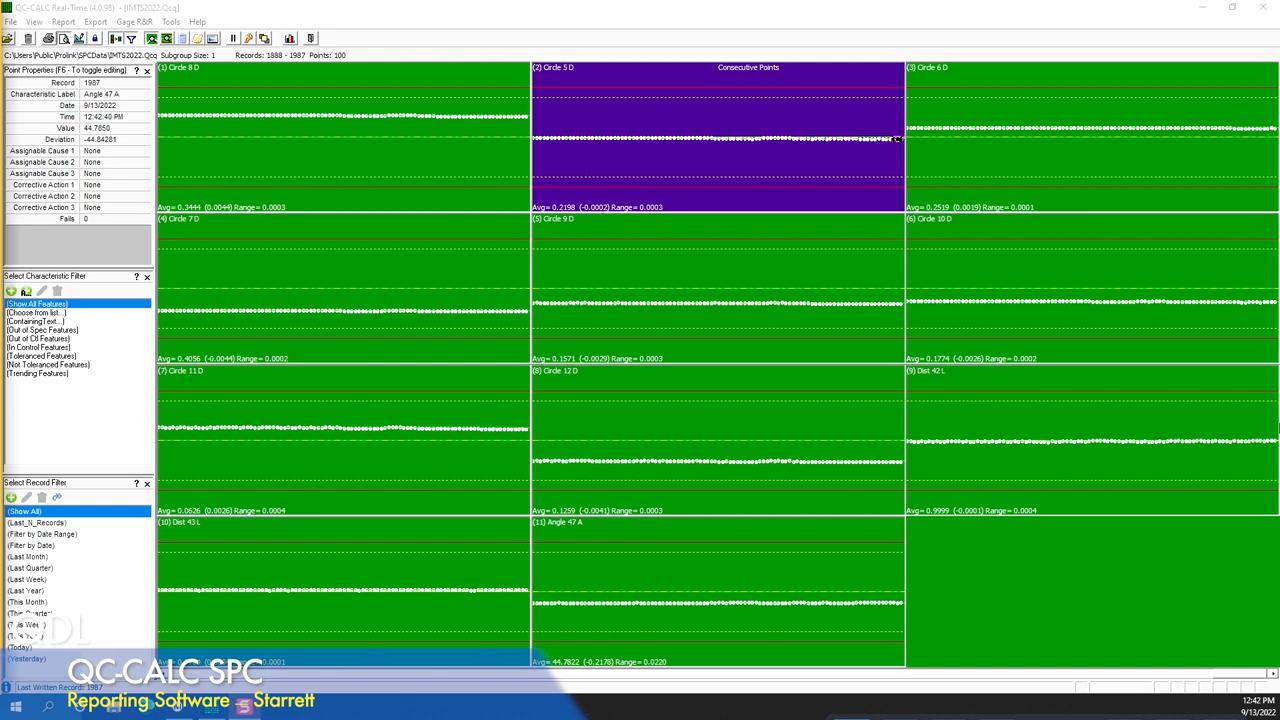 QC-CALC Real-Time (4.0.98) - [IMTS2022.Qcq]
File View Report Export Gage R&R Tools Help
C:\Users\Public\Prolink\SPCData\IMTS2022.Qcq Subgroup Size: 1 Records: 1888 - 1987 Points: 100
Point Properties (F6 - To toggle editing) ? ×
Record 1987
Characteristic Label Angle 47 A
Date 9/13/2022
Time 12:42:40 PM
Value 44.7850
Deviation -44.84281
Assignable Cause 1 None
Assignable Cause 2 None
Assignable Cause 3 None
Corrective Action 1 None
Corrective Action 2 None
Corrective Action 3 None
Fails 0
Select Characteristic Filter ? ×
(Show All Features)
(Choose from list...)
(ContainingText...)
(Out of Spec Features)
(Out of Ctl Features)
(In Control Features)
(Toleranced Features)
(Not Toleranced Features)
(Trending Features)
Select Record Filter ? ×
(Show All)
(Last_N_Records)
(Filter by Date Range)
(Filter by Date)
(Last Month)
(Last Quarter)
(Last Week)
(Last Year)
(This Month)
(This Quarter)
(This Week)
(Today)
(Yesterday)
(1) Circle 8 D
Avg= 0.3444 (0.0044) Range= 0.0003
(2) Circle 5 D Consecutive Points
Avg= 0.2198 (-0.0002) Range= 0.0003
(3) Circle 6 D
Avg= 0.2519 (0.0019) Range= 0.0001
(4) Circle 7 D
Avg= 0.4056 (-0.0044) Range= 0.0002
(5) Circle 9 D
Avg= 0.1571 (-0.0029) Range= 0.0003
(6) Circle 10 D
Avg= 0.1774 (-0.0026) Range= 0.0002
(7) Circle 11 D
Avg= 0.0626 (0.0026) Range= 0.0004
(8) Circle 12 D
Avg= 0.1259 (-0.0041) Range= 0.0003
(9) Dist 42 L
Avg= 0.9999 (-0.0001) Range= 0.0004
(10) Dist 43 L
(11) Angle 47 A
Avg= 44.7822 (-0.2178) Range= 0.0220
GDL
QC-CALC SPC
Last Written Record: 1987
Reporting Software – Starrett
12:42 PM
9/13/2022